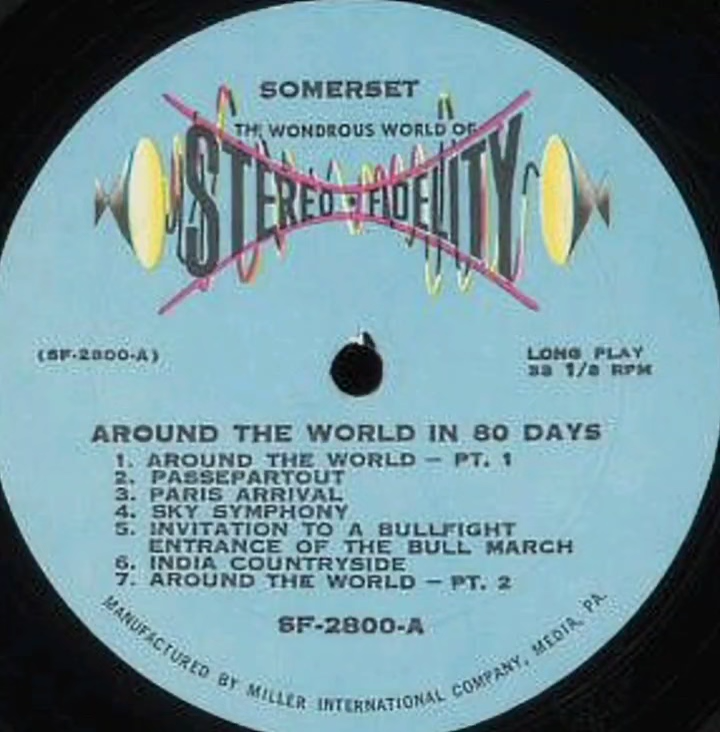 SOMERSET
THE WONDROUS WORLD OF
STEREO-FIDELITY
(SF-2800-A)
LONG PLAY
33 1/3 RPM
AROUND THE WORLD IN 80 DAYS
1. AROUND THE WORLD — PT. 1
2. PASSEPARTOUT
3. PARIS ARRIVAL
4. SKY SYMPHONY
5. INVITATION TO A BULLFIGHT
ENTRANCE OF THE BULL MARCH
6. INDIA COUNTRYSIDE
7. AROUND THE WORLD — PT. 2
SF-2800-A
MANUFACTURED BY MILLER INTERNATIONAL COMPANY, MEDIA, PA.